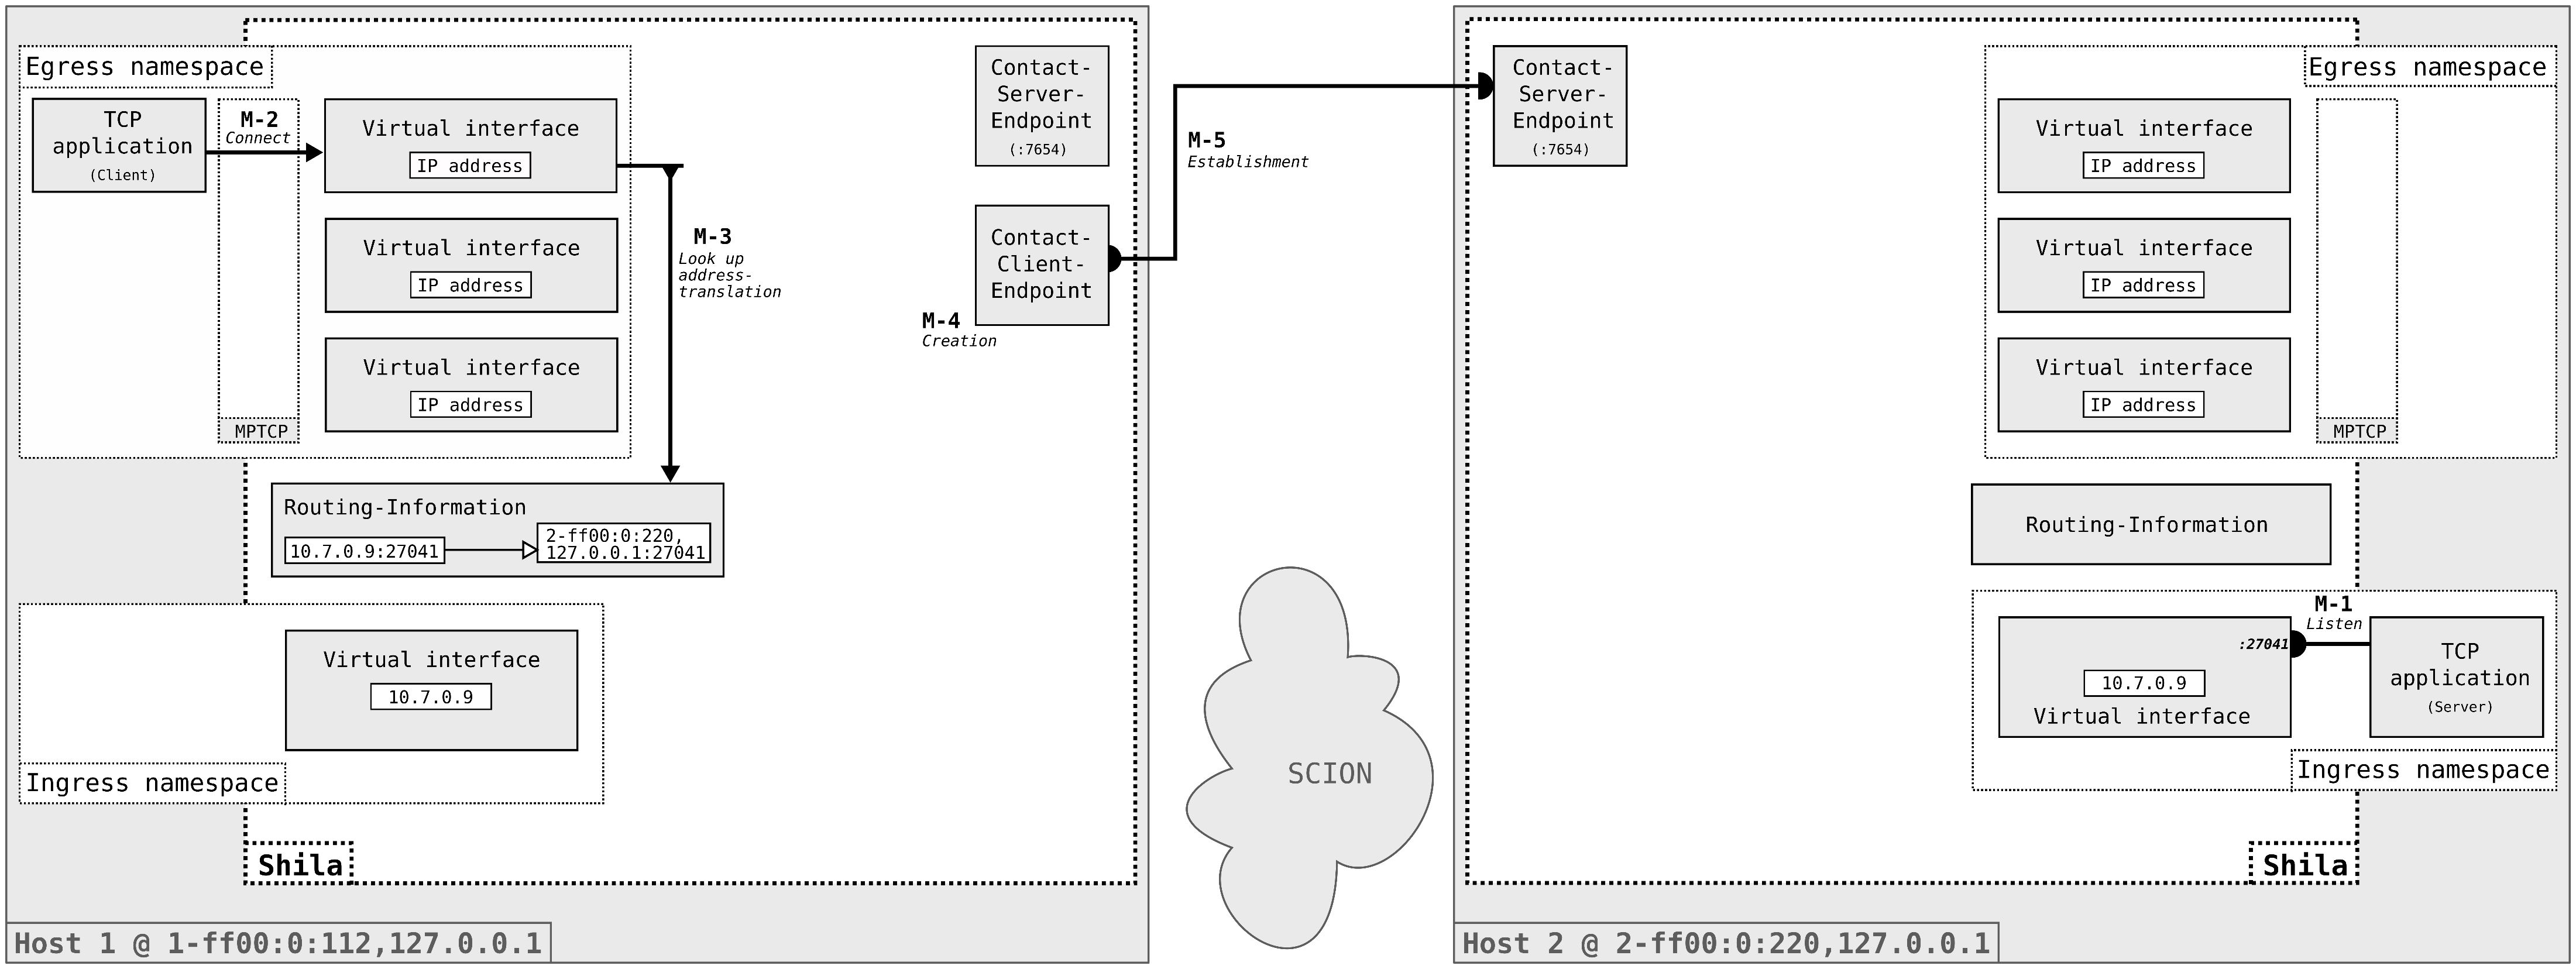 Egress namespace
TCP
application
(Client)
M-2
Connect
MPTCP
Virtual interface
IP address
Virtual interface
IP address
Virtual interface
IP address
M-3
Look up
address-
translation
Contact-
Server-
Endpoint
(:7654)
Contact-
Client-
Endpoint
M-4
Creation
Routing-Information
10.7.0.9:27041
2-ff00:0:220,
127.0.0.1:27041
Virtual interface
10.7.0.9
Ingress namespace
Shila
Host 1 @ 1-ff00:0:112,127.0.0.1
M-5
Establishment
SCION
Contact-
Server-
Endpoint
(:7654)
Egress namespace
Virtual interface
IP address
Virtual interface
IP address
Virtual interface
IP address
MPTCP
Routing-Information
M-1
Listen
:27041
10.7.0.9
Virtual interface
TCP
application
(Server)
Ingress namespace
Shila
Host 2 @ 2-ff00:0:220,127.0.0.1